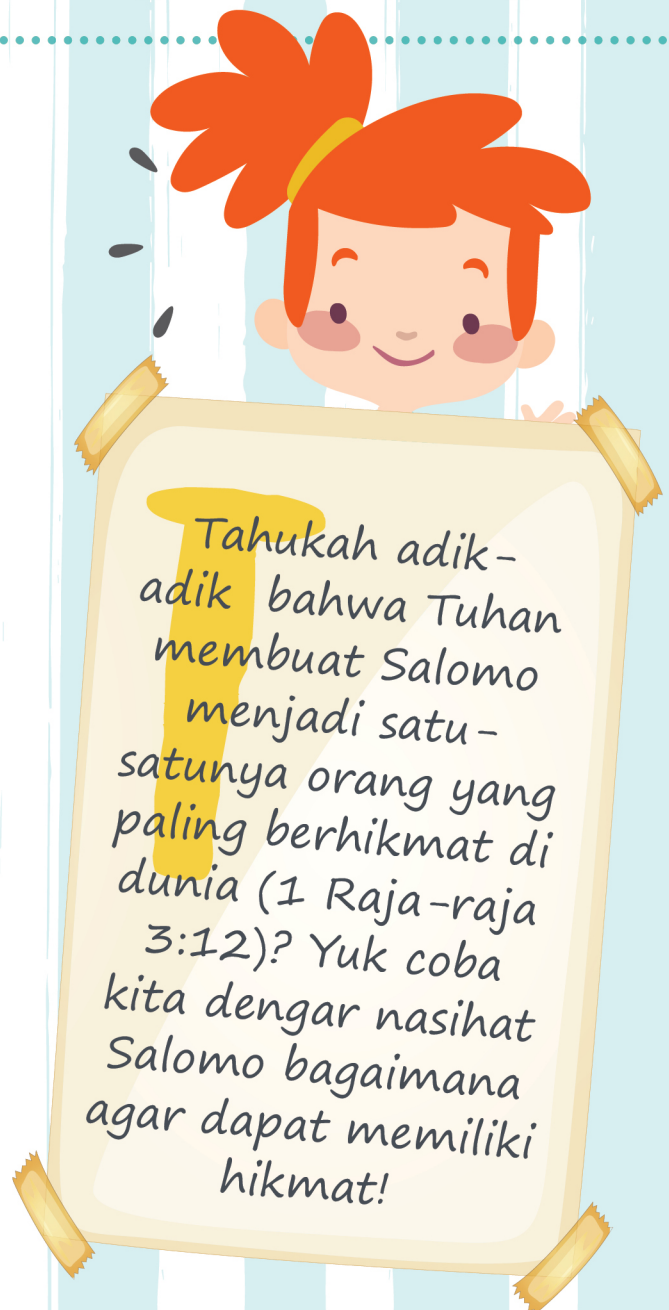 Tahukah adik-
adik bahwa Tuhan
membuat Salomo
menjadi satu-
satunya orang yang
paling berhikmat di
dunia (1 Raja-raja
3:12)? Yuk coba
kita dengar nasihat
Salomo bagaimana
agar dapat memiliki
hikmat!